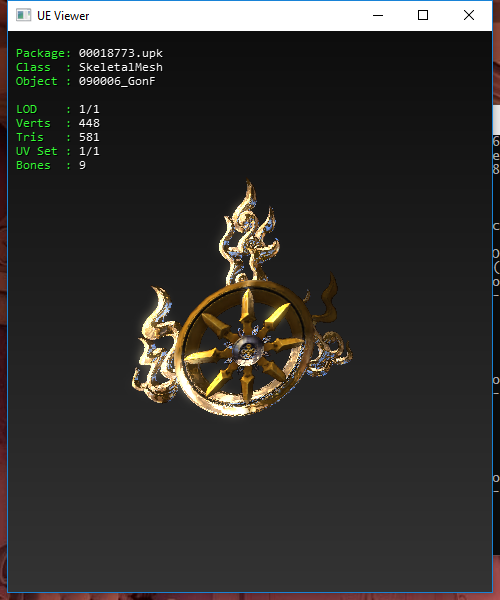 UE Viewer
Package: 00018773.upk
Class : SkeletalMesh
Object : 090006_GonF
LOD : 1/1
Verts : 448
Tris : 581
UV Set : 1/1
Bones : 9